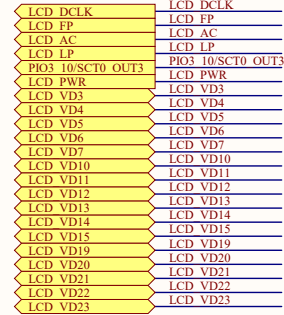 LCD DCLK LCD DCLK
LCD FP LCD FP
LCD AC LCD AC
LCD LP LCD LP
PIO3 10/SCT0 OUT3 PIO3 10/SCT0 OUT3
LCD PWR LCD PWR
LCD VD3 LCD VD3
LCD VD4 LCD VD4
LCD VD5 LCD VD5
LCD VD6 LCD VD6
LCD VD7 LCD VD7
LCD VD10 LCD VD10
LCD VD11 LCD VD11
LCD VD12 LCD VD12
LCD VD13 LCD VD13
LCD VD14 LCD VD14
LCD VD15 LCD VD15
LCD VD19 LCD VD19
LCD VD20 LCD VD20
LCD VD21 LCD VD21
LCD VD22 LCD VD22
LCD VD23 LCD VD23